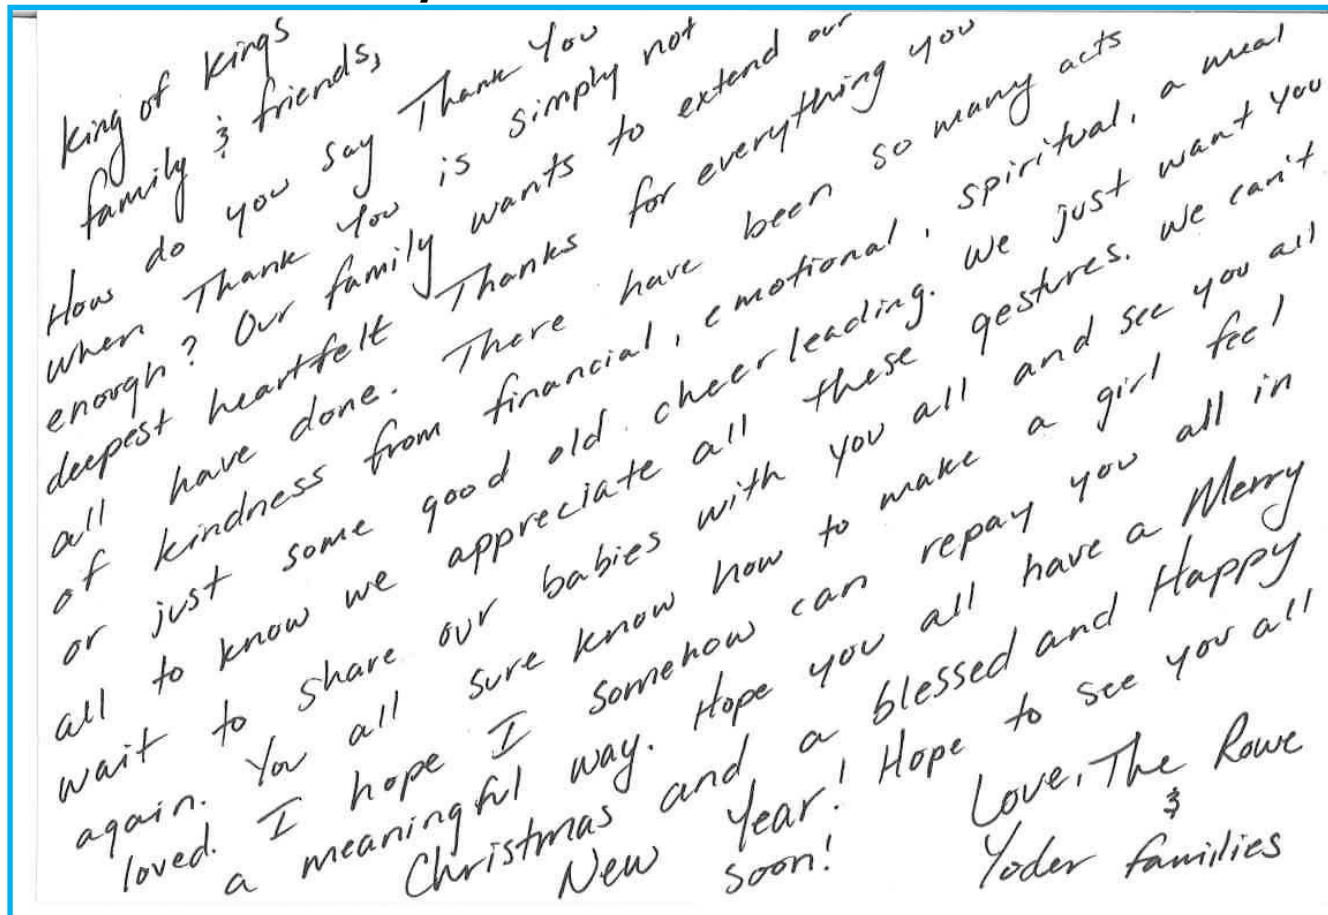 King of Kings
family & friends,
How do you say Thank You
when Thank You is simply not
enough? Our family wants to extend our
deepest heartfelt Thanks for everything you
all have done. There have been so many acts
of kindness from financial, emotional, spiritual, a meal
or just some good old cheerleading. We just want you
all to know we appreciate all these gestures. We can't
wait to share our babies with you all and see you all
again. You all sure know how to make a girl feel
loved. I hope I somehow can repay you all in
a meaningful way. Hope you all have a Merry
Christmas and a blessed and Happy
New Year! Hope to see you all
soon!
Love, The Rowe
&
Yoder families